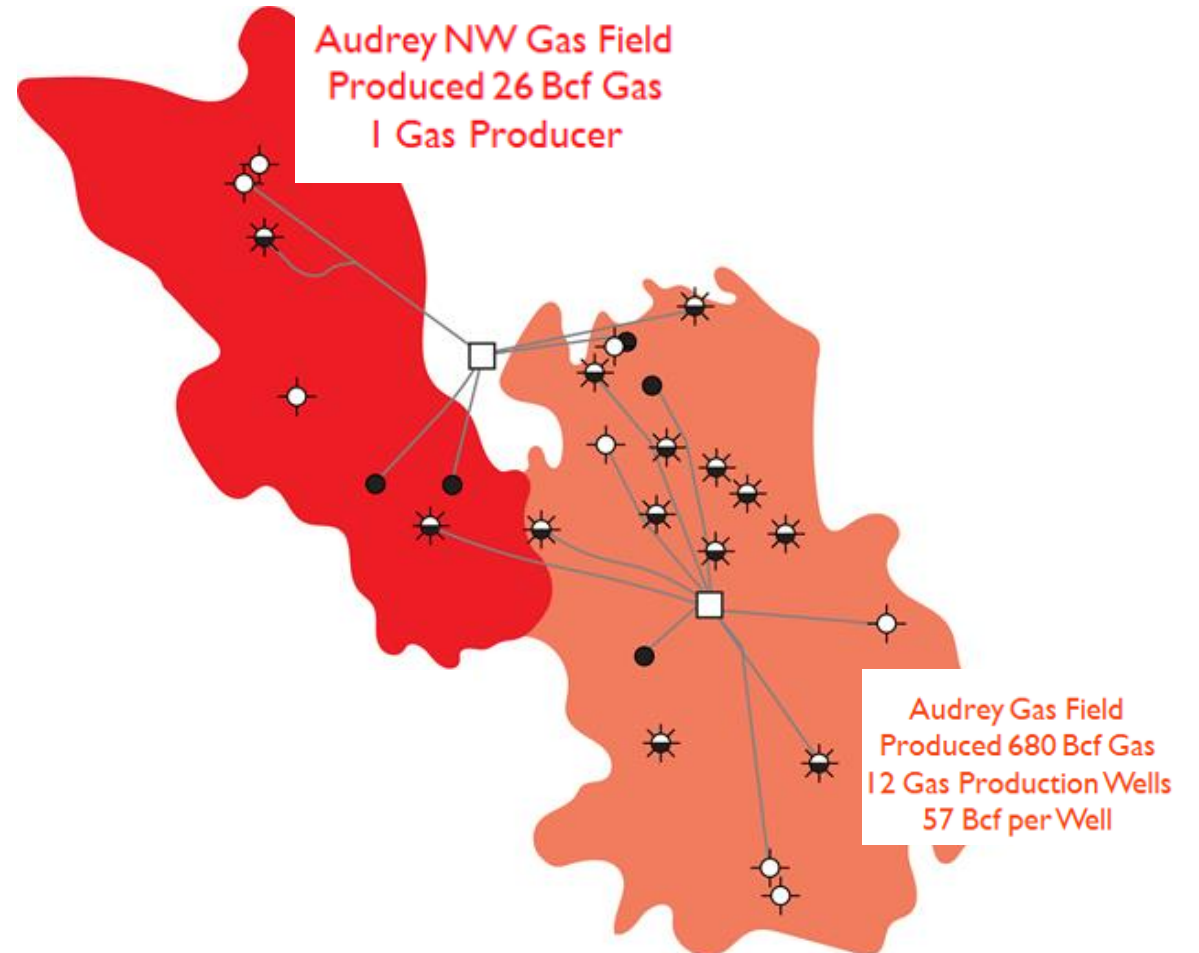 Audrey NW Gas Field
Produced 26 Bcf Gas
1 Gas Producer
Audrey Gas Field
Produced 680 Bcf Gas
12 Gas Production Wells
57 Bcf per Well